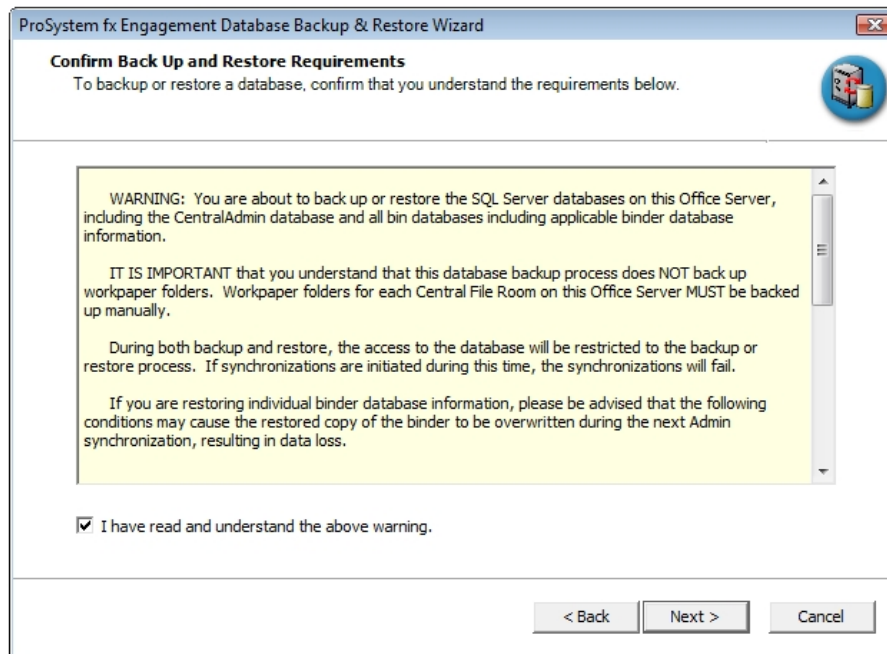 ProSystem fx Engagement Database Backup & Restore Wizard
Confirm Back Up and Restore Requirements
To backup or restore a database, confirm that you understand the requirements below.
WARNING: You are about to back up or restore the SQL Server databases on this Office Server,
including the CentralAdmin database and all bin databases including applicable binder database
information.
IT IS IMPORTANT that you understand that this database backup process does NOT back up
workpaper folders. Workpaper folders for each Central File Room on this Office Server MUST be backed
up manually.
During both backup and restore, the access to the database will be restricted to the backup or
restore process. If synchronizations are initiated during this time, the synchronizations will fail.
If you are restoring individual binder database information, please be advised that the following
conditions may cause the restored copy of the binder to be overwritten during the next Admin
synchronization, resulting in data loss.
I have read and understand the above warning.
< Back Next > Cancel